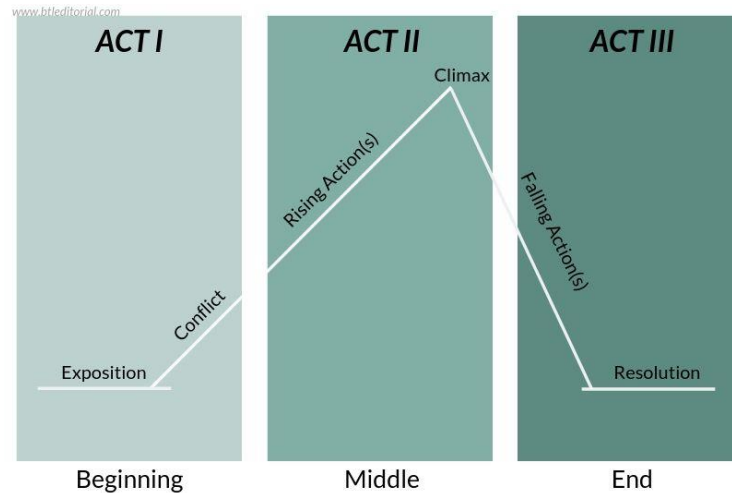 www.btleditorial.com
ACT I
ACT II
ACT III
Climax
Rising Action(s)
Falling Action(s)
Conflict
Exposition
Resolution
Beginning
Middle
End